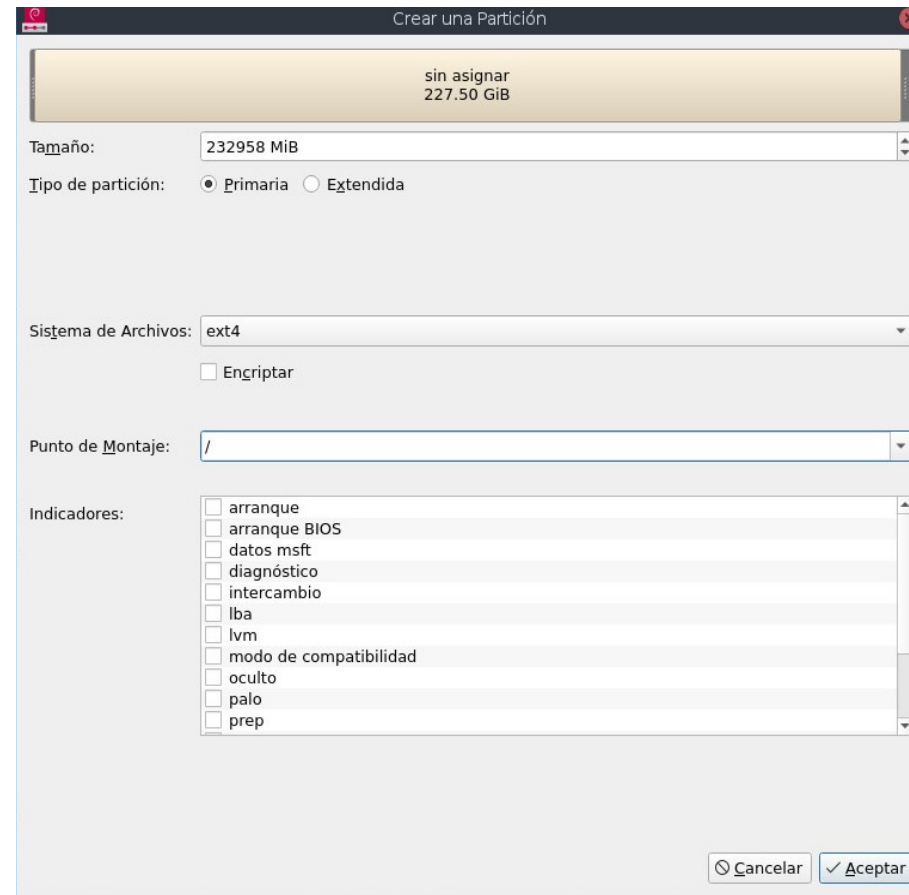 Crear una Partición
sin asignar
227.50 GiB
Tamaño: 232958 MiB
Tipo de partición: Primaria Extendida
Sistema de Archivos: ext4
Encriptar
Punto de Montaje: /
Indicadores:
arranque
arranque BIOS
datos msft
diagnóstico
intercambio
lba
lvm
modo de compatibilidad
oculto
palo
prep
Cancelar Aceptar